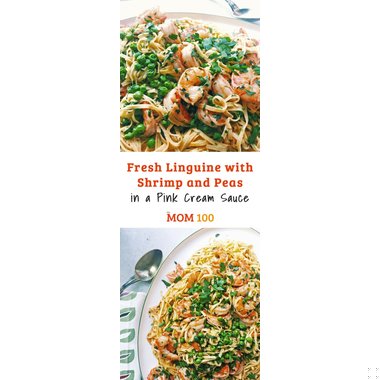 Fresh Linguine with
Shrimp and Peas
in a Pink Cream Sauce
MOM 100